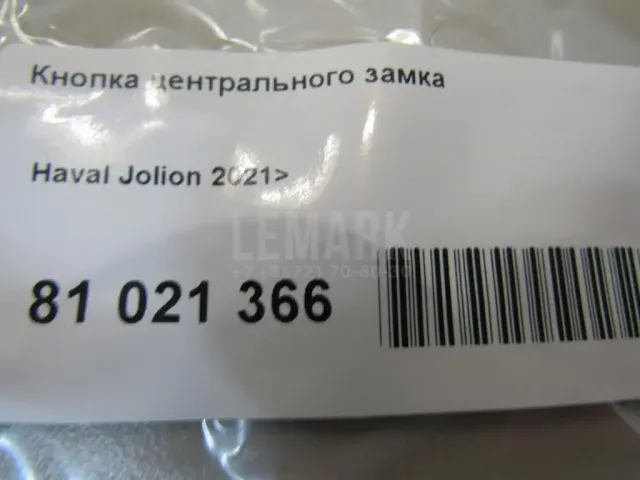 Кнопка центрального замка
Haval Jolion 2021>
LEMARK
81 021 366